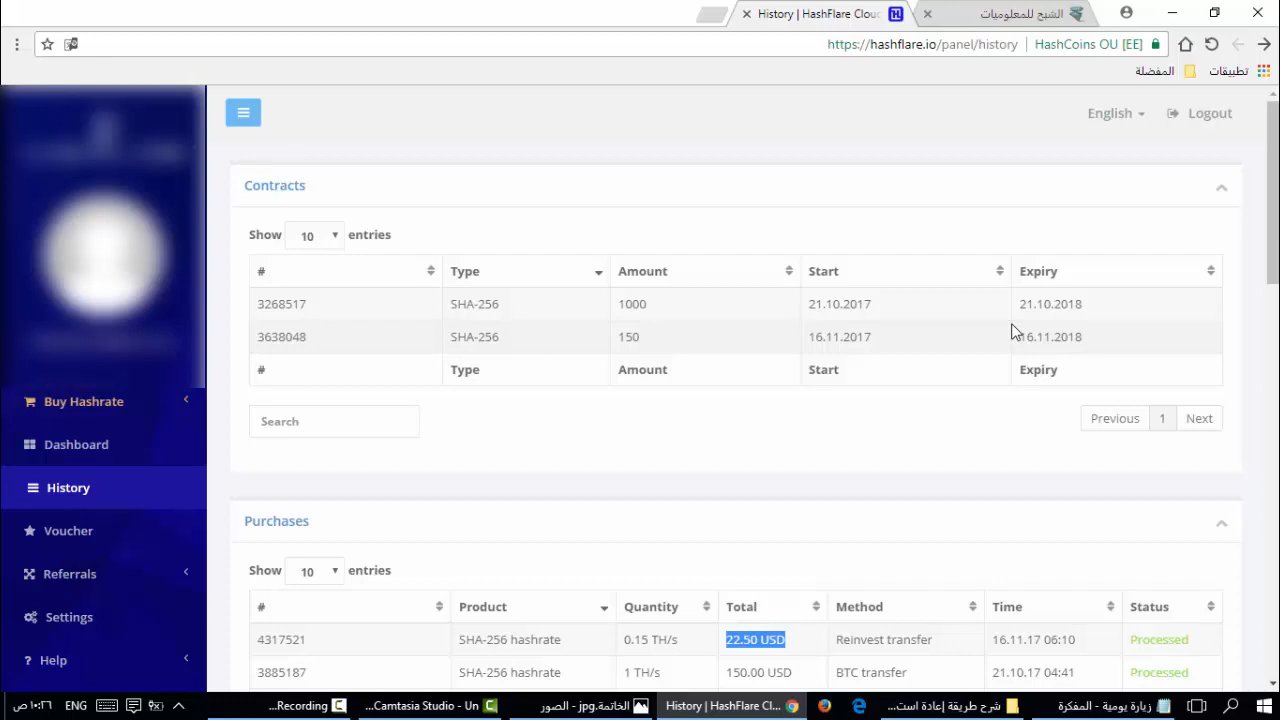 History | HashFlare Clou
الشبح للمعلوميات
https://hashflare.io/panel/history
HashCoins OU [EE]
المفضلة
تطبيقات
English
Logout
Contracts
Show 10 entries
# Type Amount Start Expiry
3268517 SHA-256 1000 21.10.2017 21.10.2018
3638048 SHA-256 150 16.11.2017 16.11.2018
# Type Amount Start Expiry
Search
Previous 1 Next
Buy Hashrate
Dashboard
History
Voucher
Referrals
Settings
Help
Purchases
Show 10 entries
# Product Quantity Total Method Time Status
4317521 SHA-256 hashrate 0.15 TH/s 22.50 USD Reinvest transfer 16.11.17 06:10 Processed
3885187 SHA-256 hashrate 1 TH/s 150.00 USD BTC transfer 21.10.17 04:41 Processed
١٠:٢٦ ص
ENG
...Recording
...Camtasia Studio - Un
الخاتمة.jpg - الصور
History | HashFlare Cl...
شرح طريقة إعادة است...
زيارة يومية - المفكرة